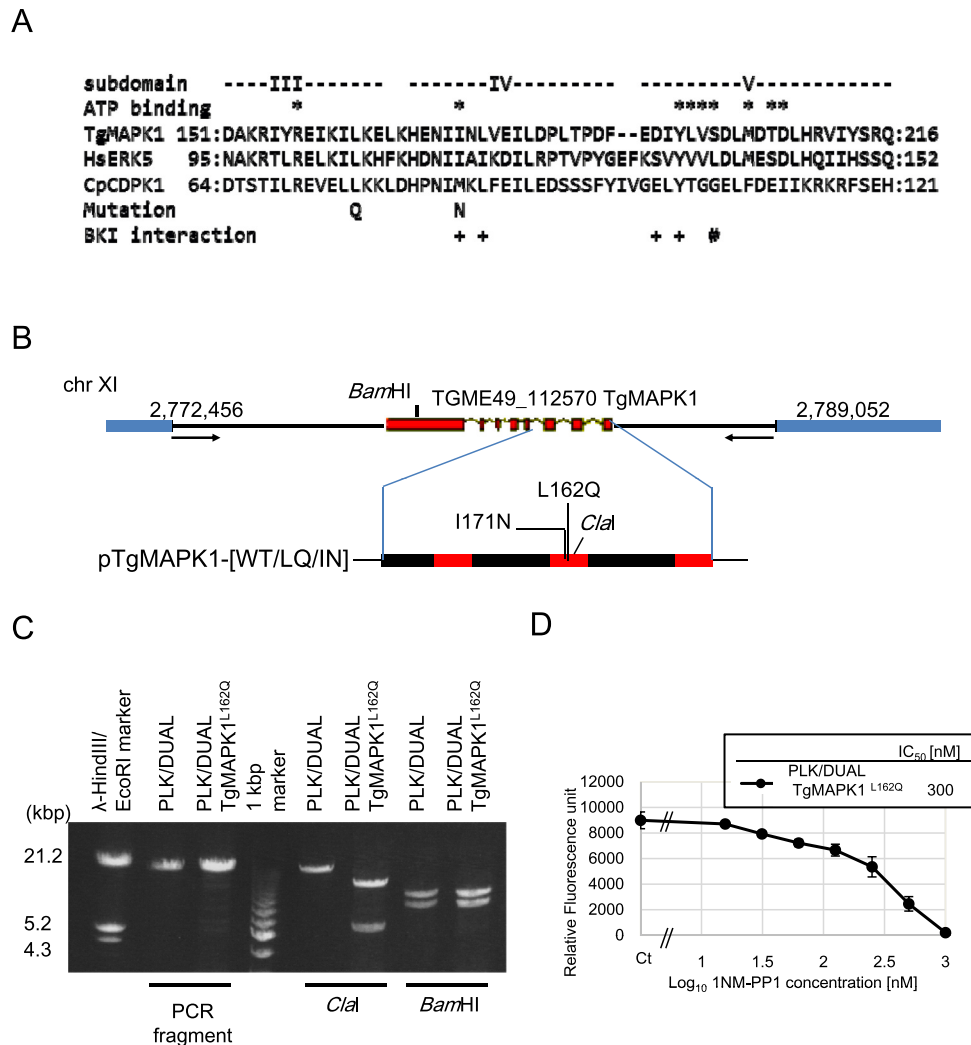 A
subdomain ----III------- -------IV-------- ---------V------------
ATP binding * * **** * **
TgMAPK1 151:DAKRIYREIKILKELKHENIINLVEILDPLTPDF--EDIYLVSDLMDTDLHRVIYSRQ:216
HsERK5 95:NAKRTLRELKILKHFKHDNIIAIKDILRPTVPYGEFKSVYVVLDLMESDLHQIIHSSQ:152
CpCDPK1 64:DTSTILREVELLKKLDHPNIMKLFEILEDSSSFYIVGELYTGGELFDEIIKRKRFSEH:121
Mutation Q N
BKI interaction + + + + #
B
chr XI
BamHI
TGME49_112570 TgMAPK1
2,772,456
2,789,052
L162Q
I171N
ClaI
pTgMAPK1-[WT/LQ/IN]
C
λ-HindIII/
EcoRI marker
PLK/DUAL
PLK/DUAL
TgMAPK1L162Q
1 kbp
marker
PLK/DUAL
PLK/DUAL
TgMAPK1L162Q
PLK/DUAL
PLK/DUAL
TgMAPK1L162Q
(kbp)
21.2
5.2
4.3
PCR
fragment
ClaI
BamHI
D
IC50 [nM]
PLK/DUAL
TgMAPK1 L162Q 300
Relative Fluorescence unit
12000
10000
8000
6000
4000
2000
0
Ct 1 1.5 2 2.5 3
Log10 1NM-PP1 concentration [nM]